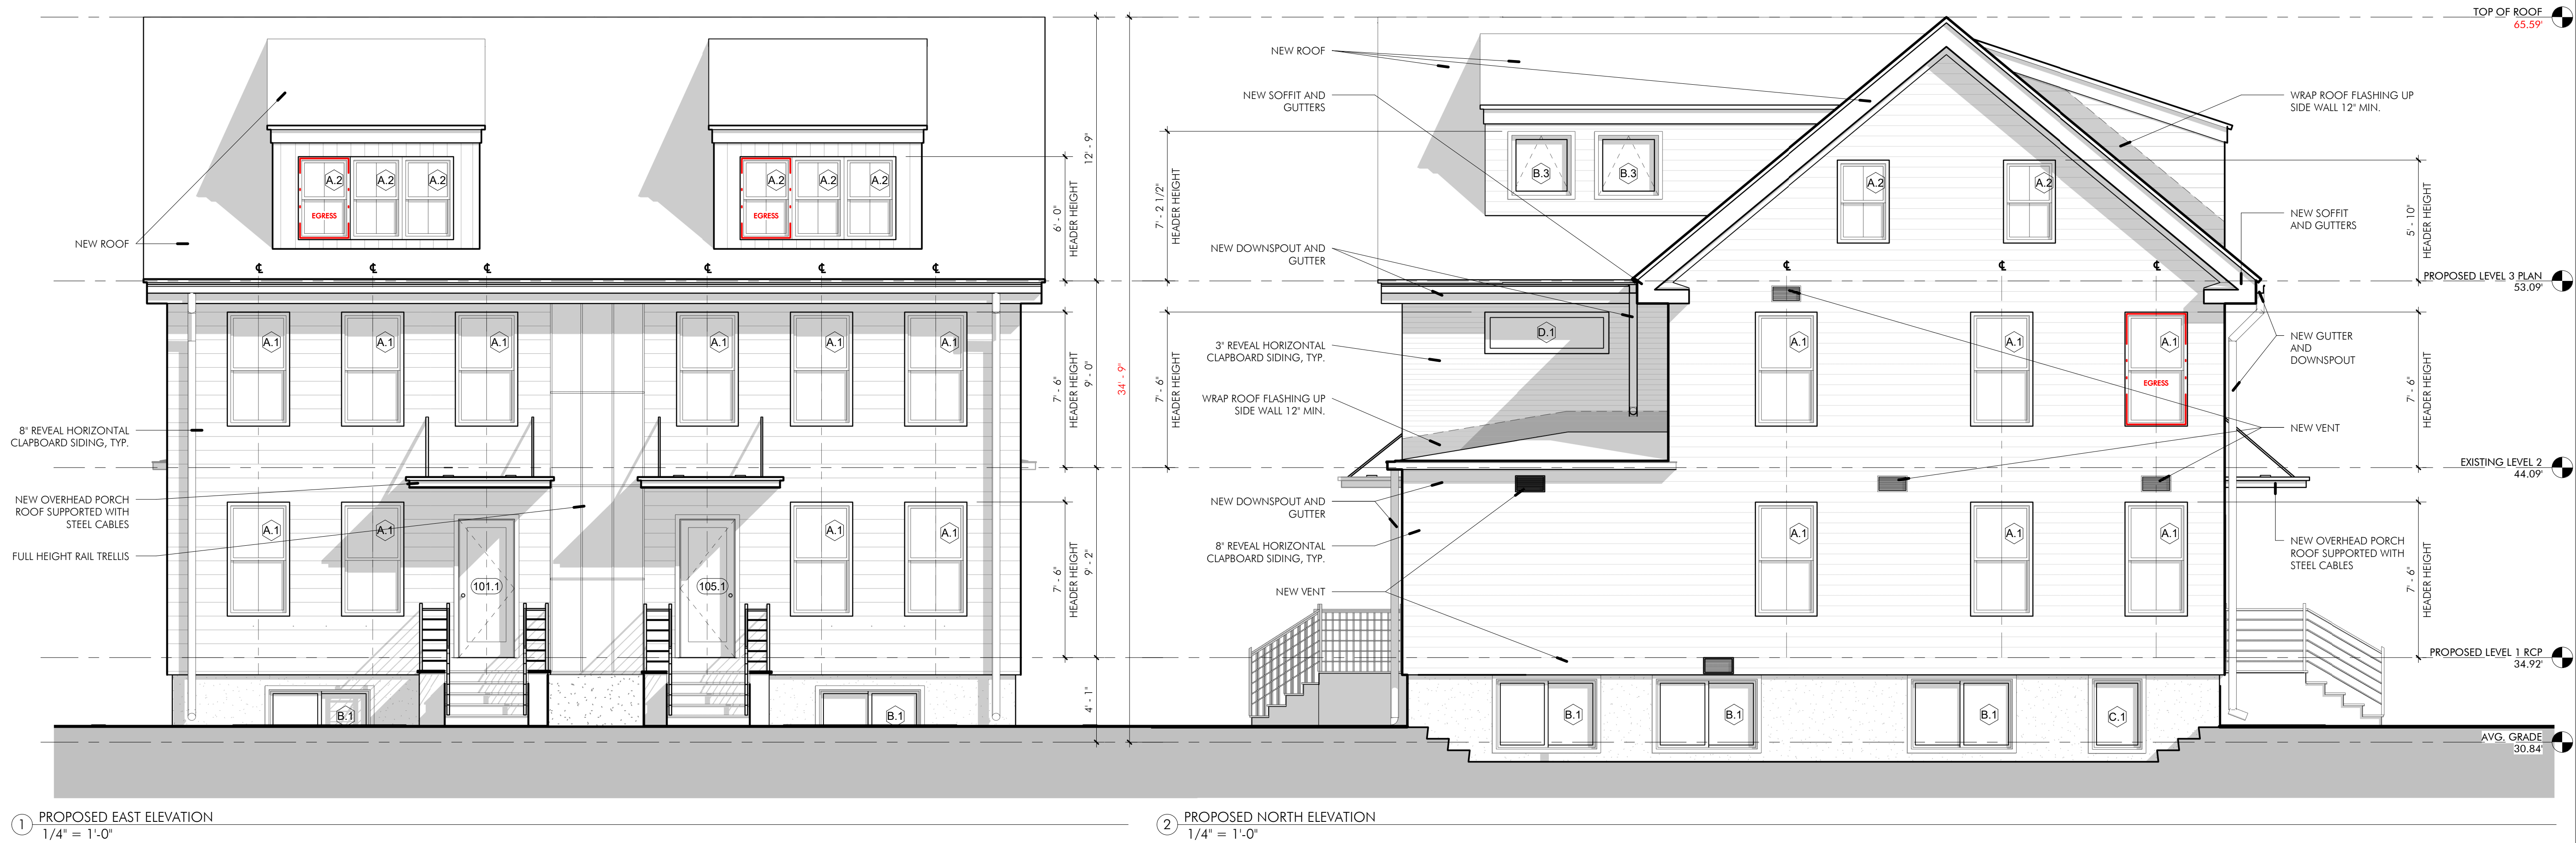 NEW ROOF
8" REVEAL HORIZONTAL
CLAPBOARD SIDING, TYP.
NEW OVERHEAD PORCH
ROOF SUPPORTED WITH
STEEL CABLES
FULL HEIGHT RAIL TRELLIS
A.2
A.2
A.2
EGRESS
A.2
A.2
A.2
EGRESS
℄
℄
℄
℄
℄
℄
A.1
A.1
A.1
A.1
A.1
A.1
A.1
A.1
A.1
A.1
101.1
105.1
B.1
B.1
6' - 0"
HEADER HEIGHT
7' - 6"
HEADER HEIGHT
7' - 6"
HEADER HEIGHT
12' - 9"
9' - 0"
9' - 2"
4' - 1"
34' - 9"
7' - 2 1/2"
HEADER HEIGHT
7' - 6"
HEADER HEIGHT
1
PROPOSED EAST ELEVATION
1/4" = 1'-0"
NEW ROOF
NEW SOFFIT AND
GUTTERS
NEW DOWNSPOUT AND
GUTTER
3" REVEAL HORIZONTAL
CLAPBOARD SIDING, TYP.
WRAP ROOF FLASHING UP
SIDE WALL 12" MIN.
NEW DOWNSPOUT AND
GUTTER
8" REVEAL HORIZONTAL
CLAPBOARD SIDING, TYP.
NEW VENT
B.3
B.3
A.2
A.2
℄
℄
℄
D.1
A.1
A.1
A.1
EGRESS
A.1
A.1
A.1
B.1
B.1
B.1
C.1
WRAP ROOF FLASHING UP
SIDE WALL 12" MIN.
NEW SOFFIT
AND GUTTERS
NEW GUTTER
AND
DOWNSPOUT
NEW VENT
NEW OVERHEAD PORCH
ROOF SUPPORTED WITH
STEEL CABLES
5' - 10"
HEADER HEIGHT
7' - 6"
HEADER HEIGHT
7' - 6"
HEADER HEIGHT
TOP OF ROOF
65.59'
PROPOSED LEVEL 3 PLAN
53.09'
EXISTING LEVEL 2
44.09'
PROPOSED LEVEL 1 RCP
34.92'
AVG. GRADE
30.84'
2
PROPOSED NORTH ELEVATION
1/4" = 1'-0"